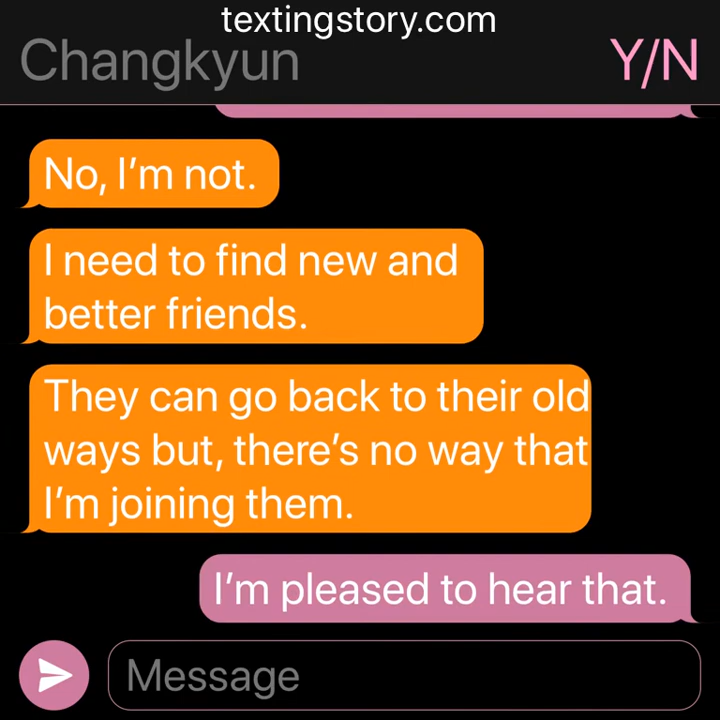 textingstory.com
Changkyun Y/N
No, I’m not.
I need to find new and
better friends.
They can go back to their old
ways but, there’s no way that
I’m joining them.
I’m pleased to hear that.
Message